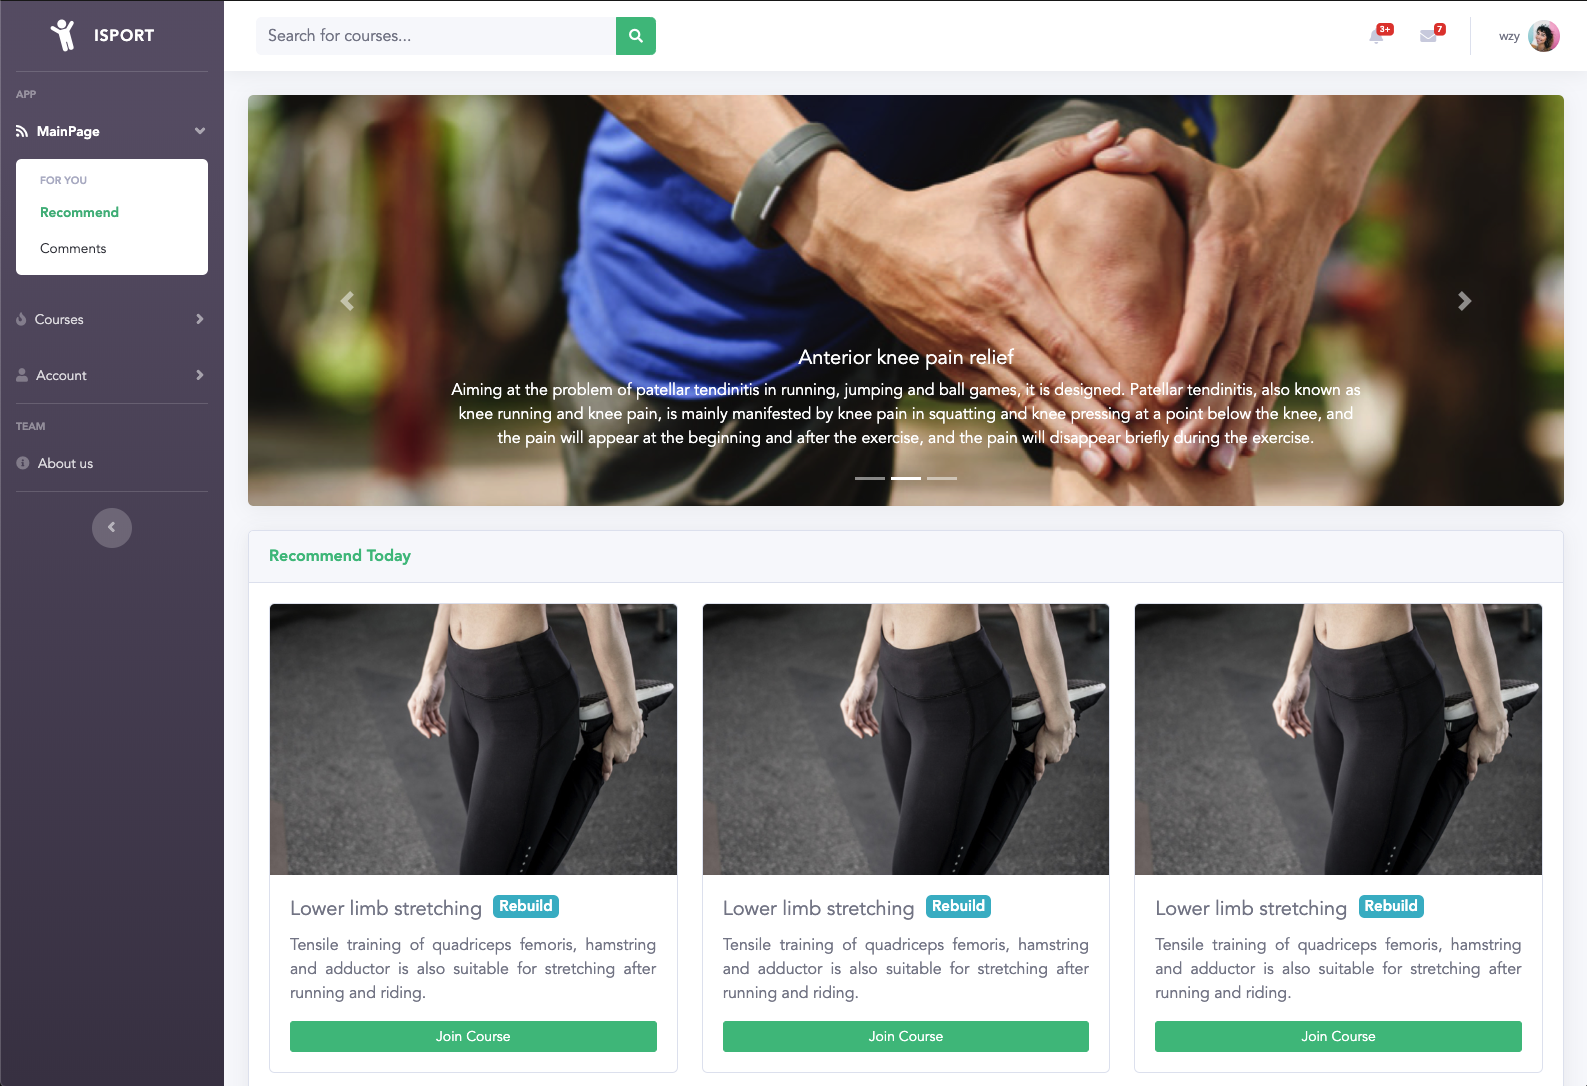 ISPORT
Search for courses...
3+
7
wzy
APP
MainPage
FOR YOU
Recommend
Comments
Courses
Account
TEAM
About us
Anterior knee pain relief
Aiming at the problem of patellar tendinitis in running, jumping and ball games, it is designed. Patellar tendinitis, also known as
knee running and knee pain, is mainly manifested by knee pain in squatting and knee pressing at a point below the knee, and
the pain will appear at the beginning and after the exercise, and the pain will disappear briefly during the exercise.
Recommend Today
Lower limb stretching Rebuild
Tensile training of quadriceps femoris, hamstring
and adductor is also suitable for stretching after
running and riding.
Join Course
Lower limb stretching Rebuild
Tensile training of quadriceps femoris, hamstring
and adductor is also suitable for stretching after
running and riding.
Join Course
Lower limb stretching Rebuild
Tensile training of quadriceps femoris, hamstring
and adductor is also suitable for stretching after
running and riding.
Join Course